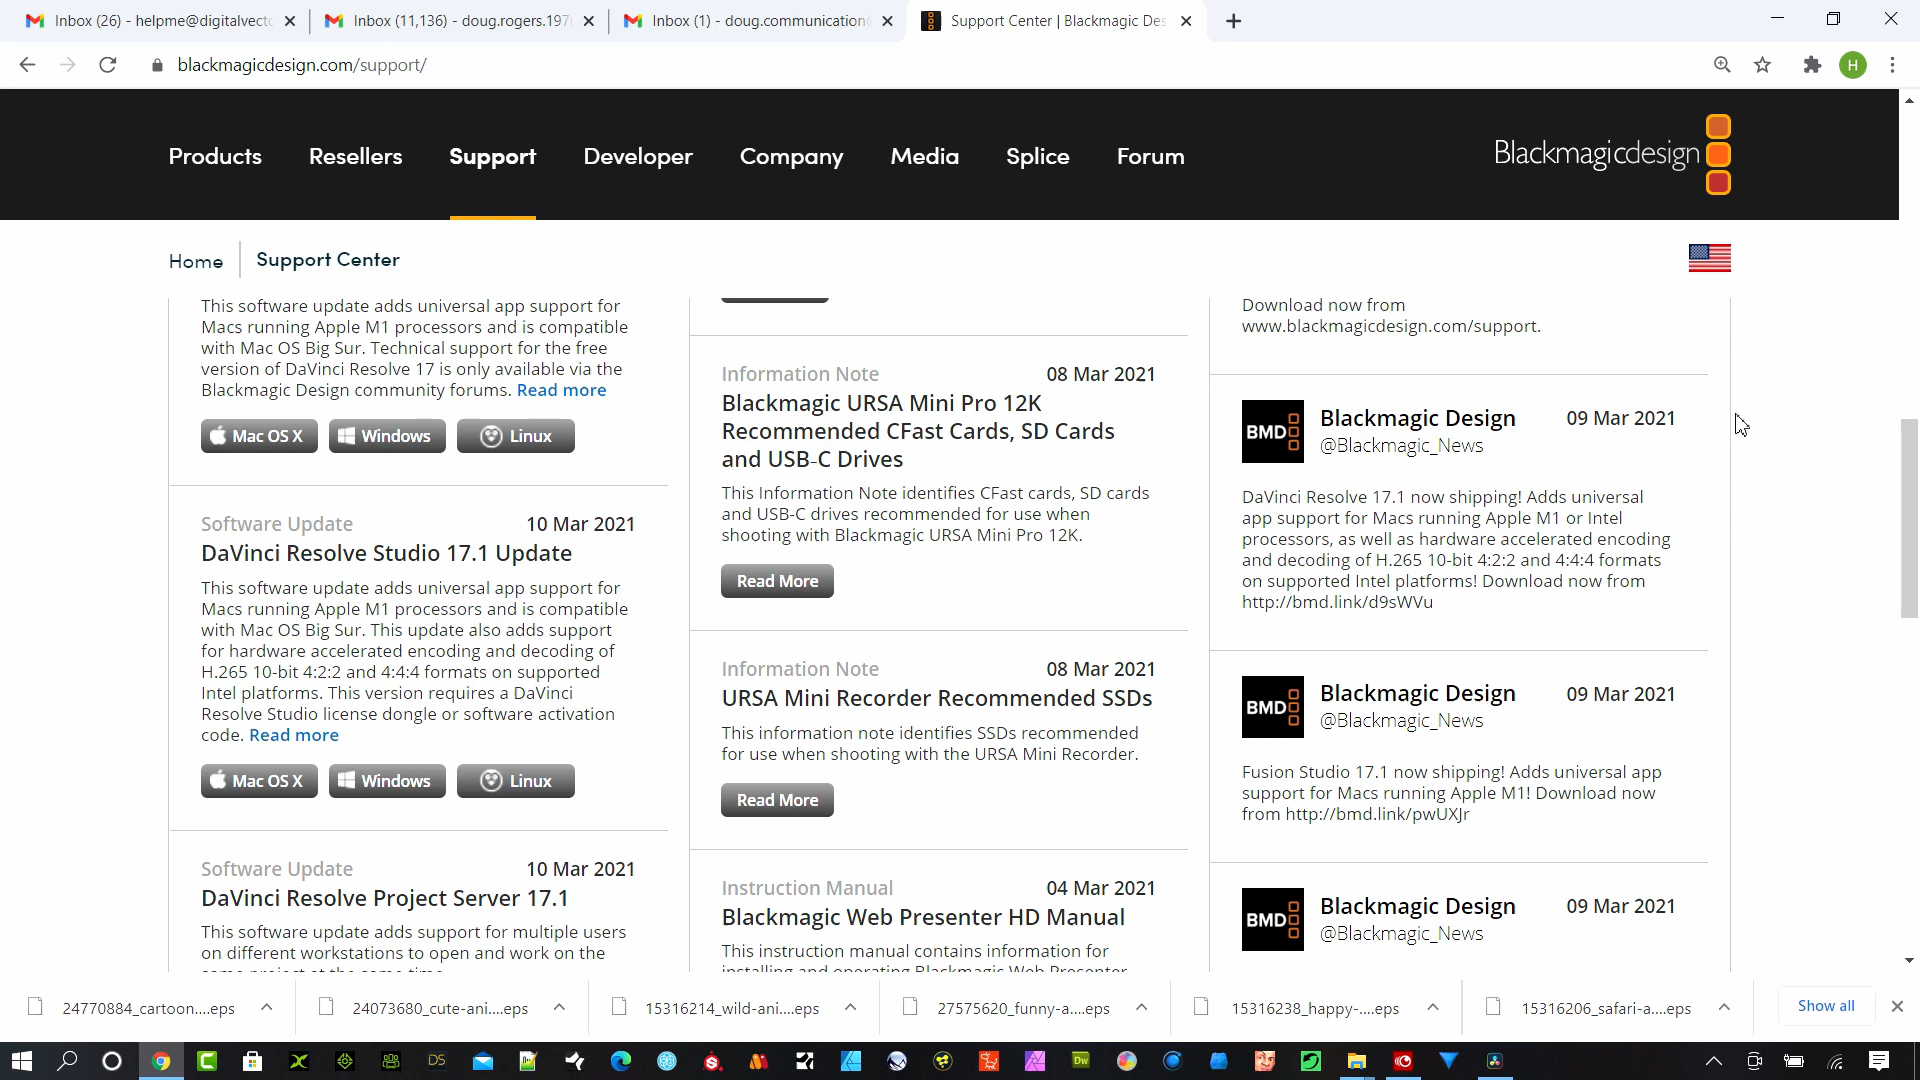 Inbox (26) - helpme@digitalvect
Inbox (11,136) - doug.rogers.197
Inbox (1) - doug.communication
Support Center | Blackmagic Des
blackmagicdesign.com/support/
H
Products
Resellers
Support
Developer
Company
Media
Splice
Forum
Blackmagicdesign
Home
Support Center
This software update adds universal app support for
Macs running Apple M1 processors and is compatible
with Mac OS Big Sur. Technical support for the free
version of DaVinci Resolve 17 is only available via the
Blackmagic Design community forums. Read more
Mac OS X
Windows
Linux
Software Update
10 Mar 2021
DaVinci Resolve Studio 17.1 Update
This software update adds universal app support for
Macs running Apple M1 processors and is compatible
with Mac OS Big Sur. This update also adds support
for hardware accelerated encoding and decoding of
H.265 10-bit 4:2:2 and 4:4:4 formats on supported
Intel platforms. This version requires a DaVinci
Resolve Studio license dongle or software activation
code. Read more
Mac OS X
Windows
Linux
Software Update
10 Mar 2021
DaVinci Resolve Project Server 17.1
This software update adds support for multiple users
on different workstations to open and work on the
same project at the same time.
Information Note
08 Mar 2021
Blackmagic URSA Mini Pro 12K
Recommended CFast Cards, SD Cards
and USB-C Drives
This Information Note identifies CFast cards, SD cards
and USB-C drives recommended for use when
shooting with Blackmagic URSA Mini Pro 12K.
Read More
Information Note
08 Mar 2021
URSA Mini Recorder Recommended SSDs
This information note identifies SSDs recommended
for use when shooting with the URSA Mini Recorder.
Read More
Instruction Manual
04 Mar 2021
Blackmagic Web Presenter HD Manual
This instruction manual contains information for
installing and operating Blackmagic Web Presenter
Download now from
www.blackmagicdesign.com/support.
BMD
Blackmagic Design
09 Mar 2021
@Blackmagic_News
DaVinci Resolve 17.1 now shipping! Adds universal
app support for Macs running Apple M1 or Intel
processors, as well as hardware accelerated encoding
and decoding of H.265 10-bit 4:2:2 and 4:4:4 formats
on supported Intel platforms! Download now from
http://bmd.link/d9sWVu
BMD
Blackmagic Design
09 Mar 2021
@Blackmagic_News
Fusion Studio 17.1 now shipping! Adds universal app
support for Macs running Apple M1! Download now
from http://bmd.link/pwUXJr
BMD
Blackmagic Design
09 Mar 2021
@Blackmagic_News
24770884_cartoon....eps
24073680_cute-ani....eps
15316214_wild-ani....eps
27575620_funny-a....eps
15316238_happy-....eps
15316206_safari-a....eps
Show all
DS
Dw